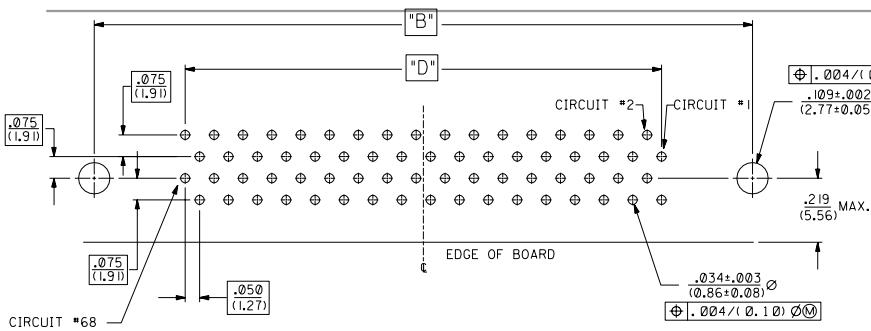 "B"
"D"
⌖ .004/(0
.075
(1.91)
CIRCUIT #2
CIRCUIT #1
.109±.002
(2.77±0.05
.075
(1.91)
.219
(5.56) MAX.
EDGE OF BOARD
.075
(1.91)
℄
.050
(1.27)
.034±.003
(0.86±0.08) Ø
CIRCUIT #68
⌖ .004/(0.10) Ø Ⓜ